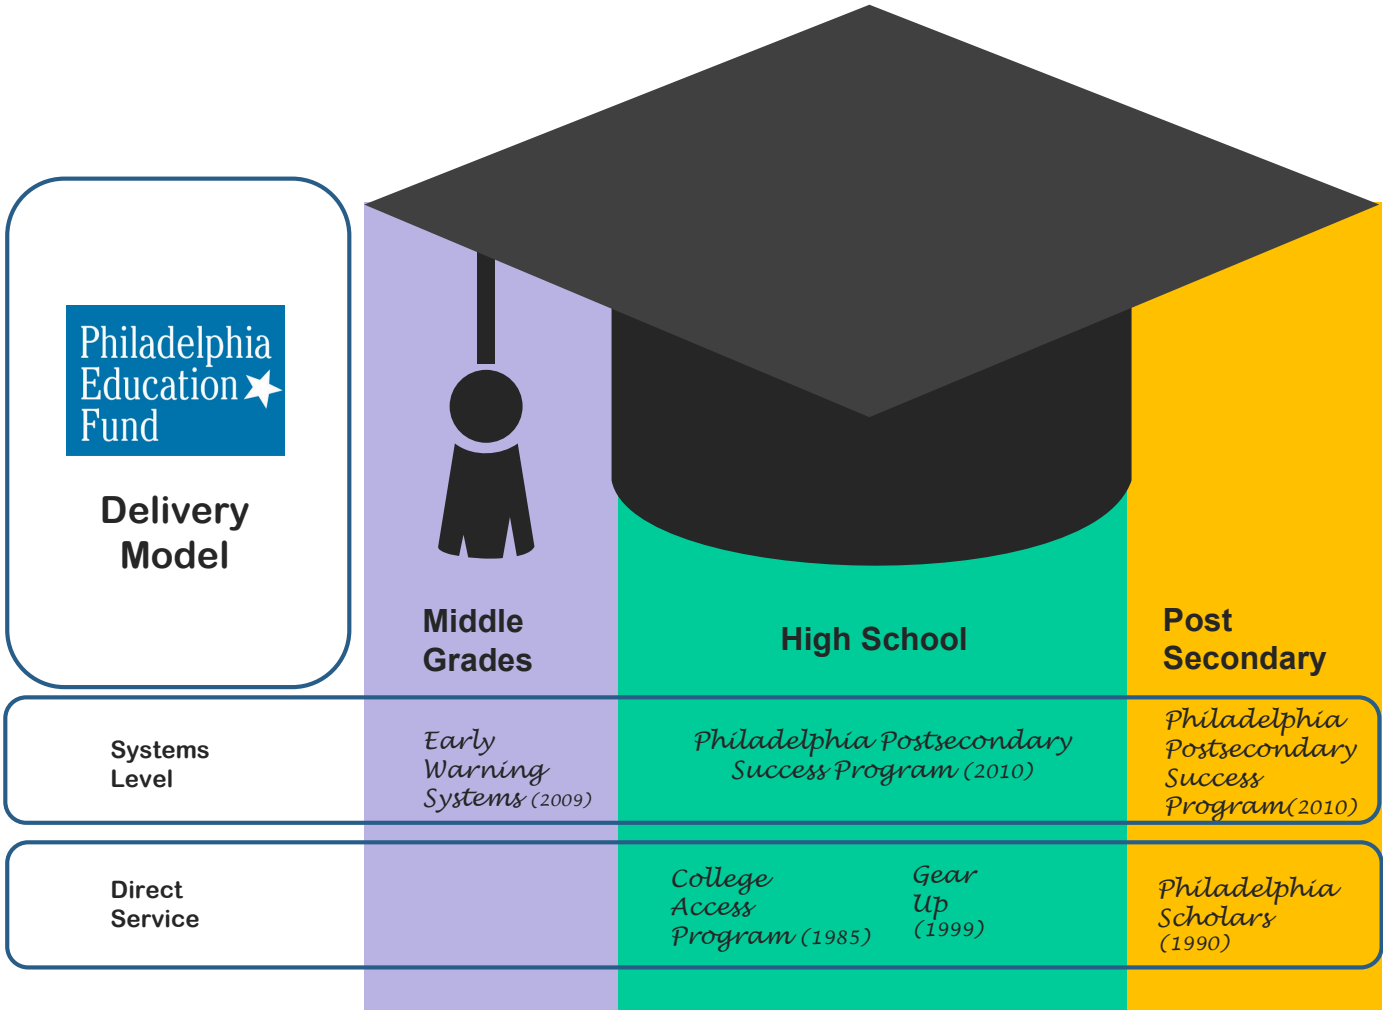 Philadelphia
Education
Fund
Delivery
Model
Middle
Grades
High School
Post
Secondary
Systems
Level
Early
Warning
Systems (2009)
Philadelphia Postsecondary
Success Program (2010)
Philadelphia
Postsecondary
Success
Program(2010)
Direct
Service
College
Access
Program (1985)
Gear
Up
(1999)
Philadelphia
Scholars
(1990)